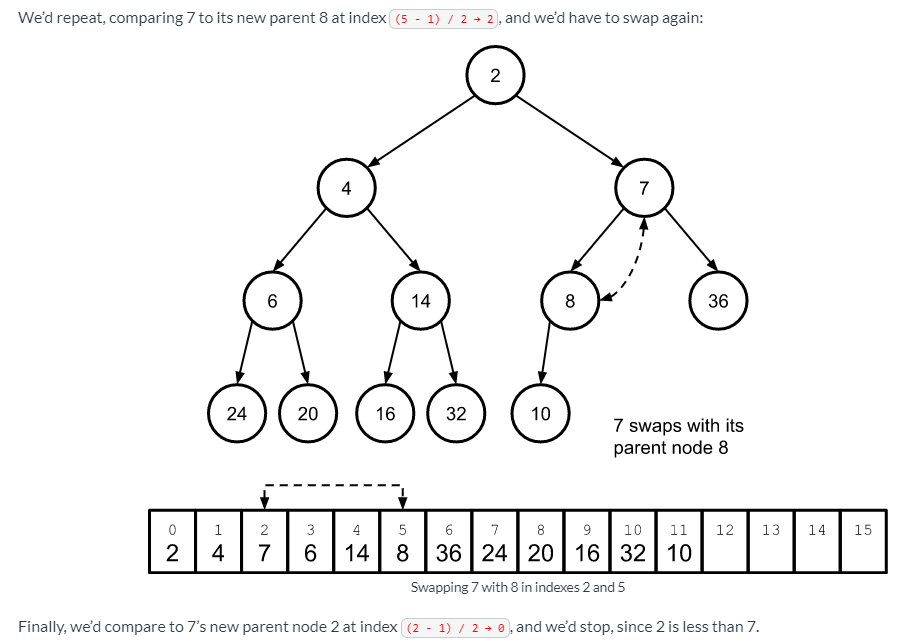 We'd repeat, comparing 7 to its new parent 8 at index (5 - 1) / 2 → 2, and we'd have to swap again:
2
4
7
6
14
8
36
24
20
16
32
10
7 swaps with its
parent node 8
0 1 2 3 4 5 6 7 8 9 10 11 12 13 14 15
2 4 7 6 14 8 36 24 20 16 32 10
Swapping 7 with 8 in indexes 2 and 5
Finally, we'd compare to 7's new parent node 2 at index (2 - 1) / 2 → 0, and we'd stop, since 2 is less than 7.